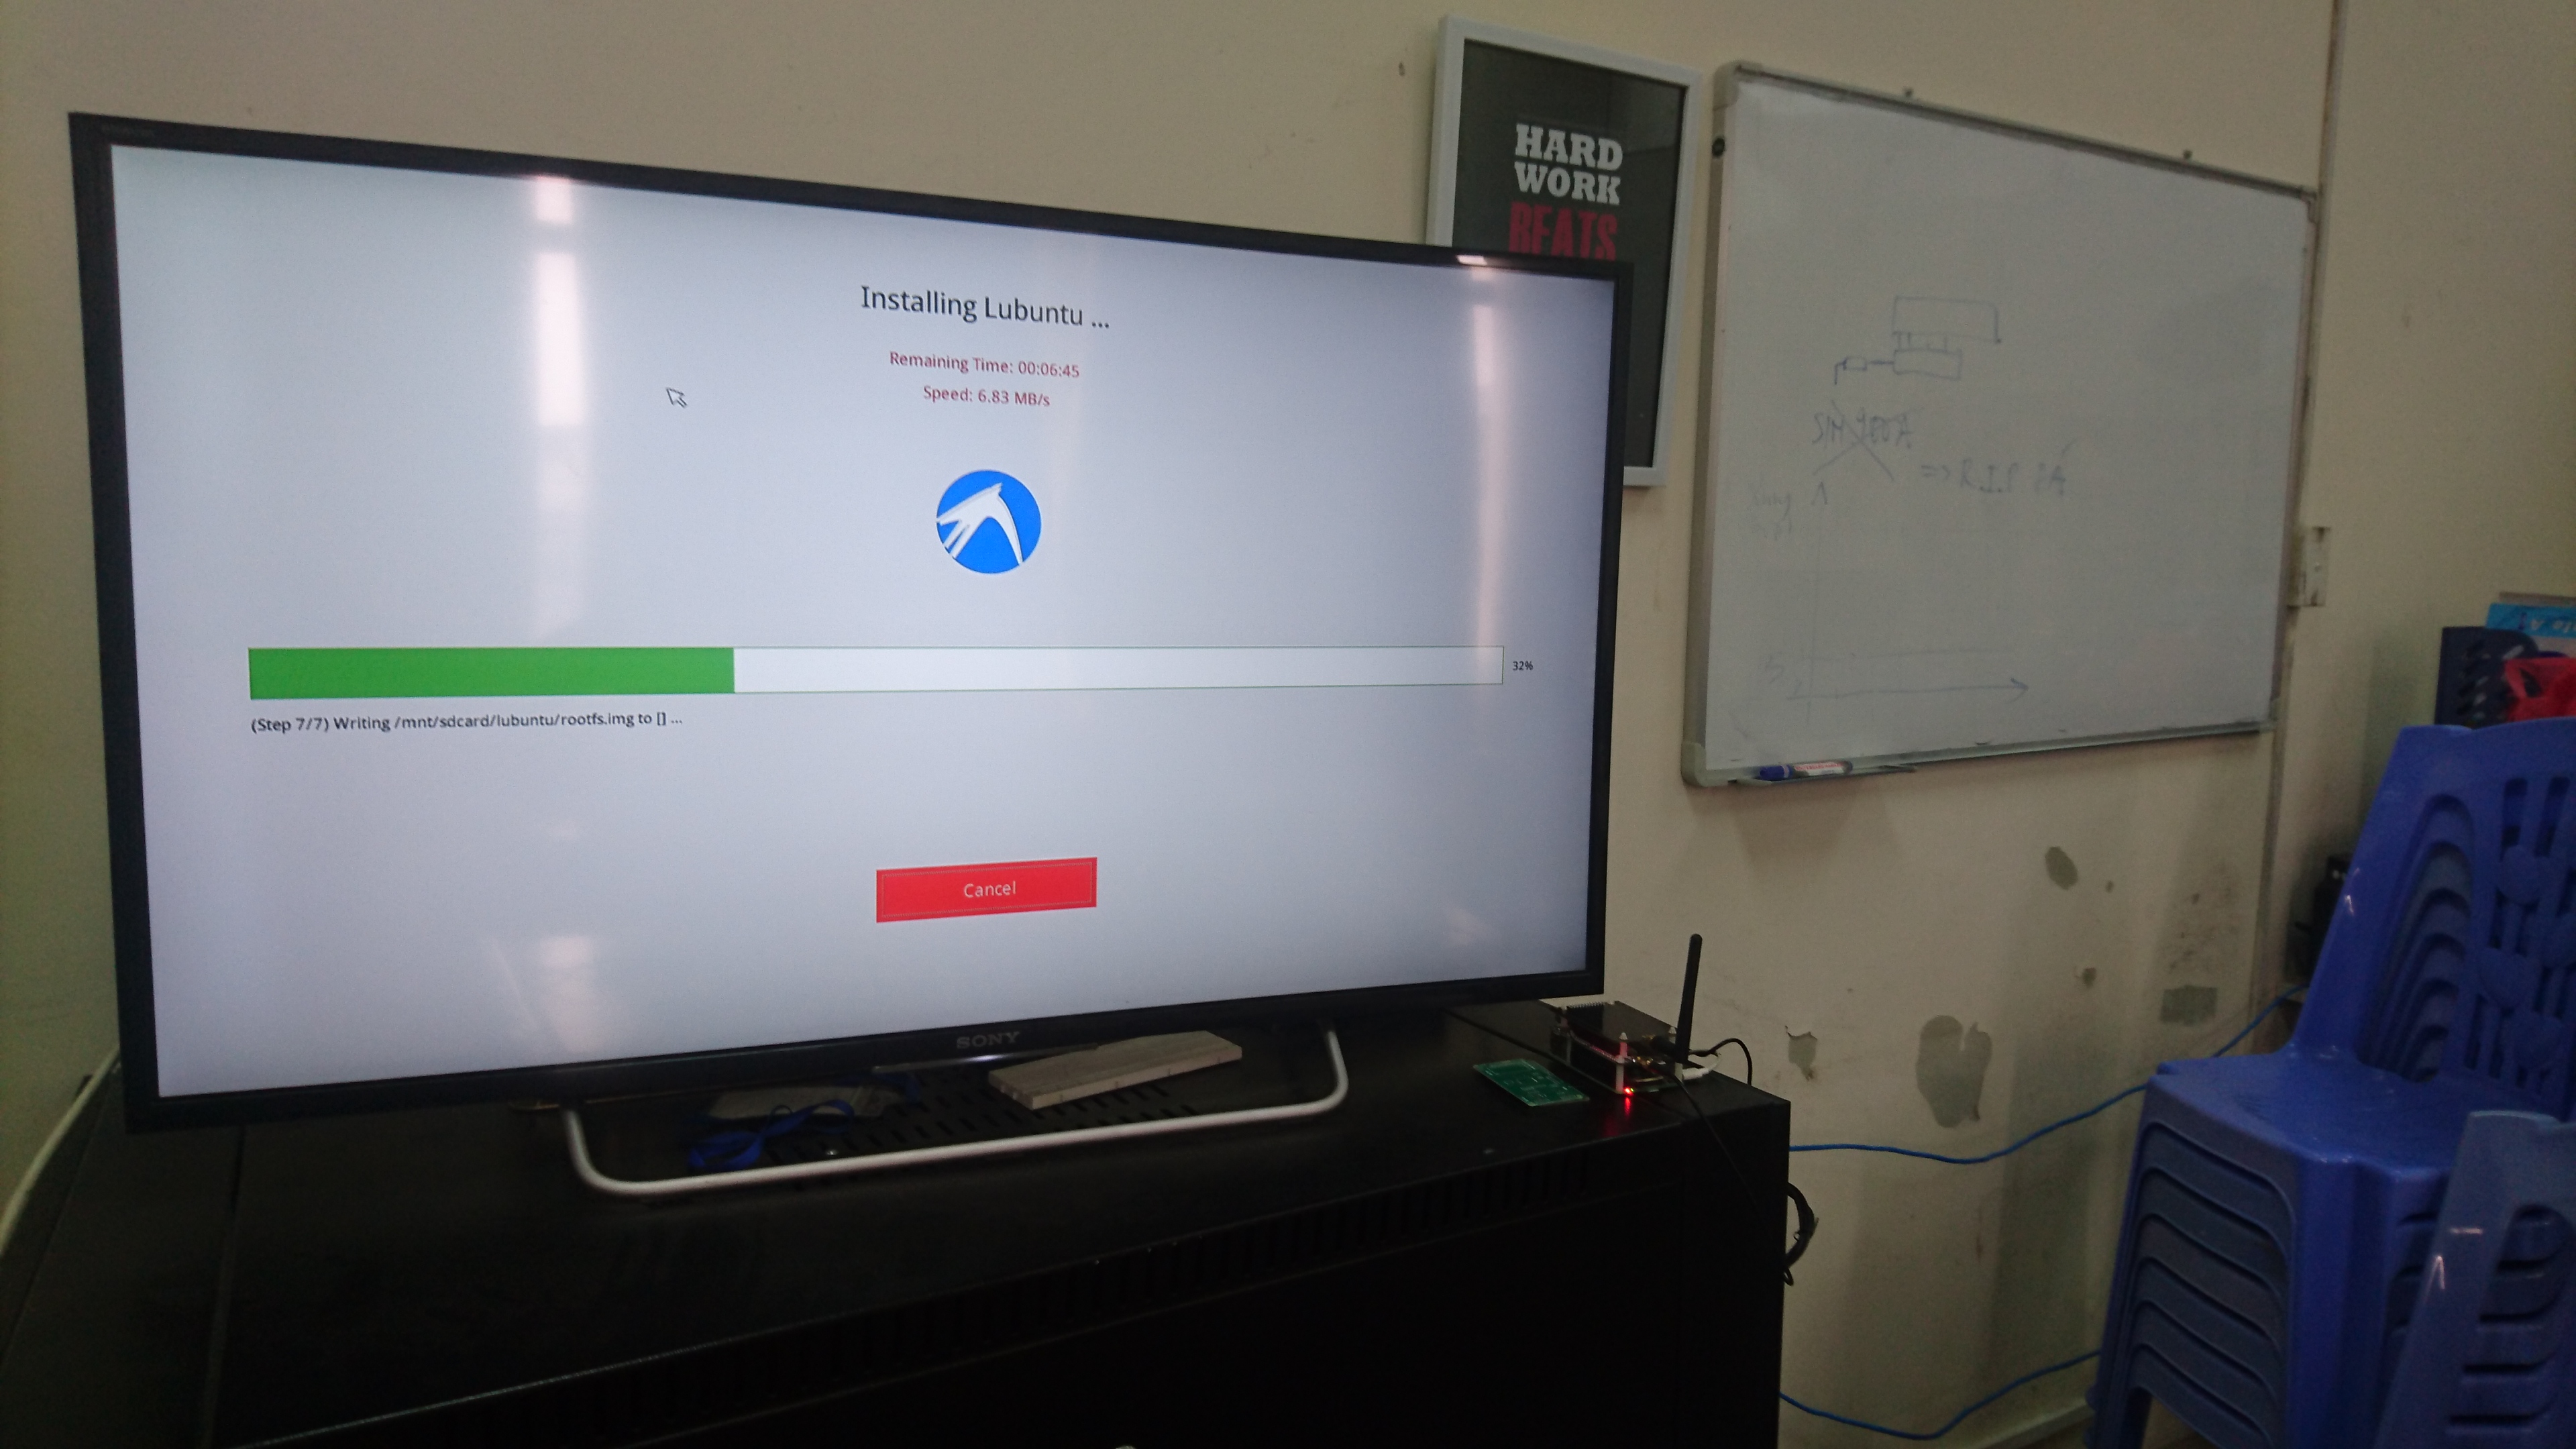 Installing Lubuntu ...
Remaining Time: 00:06:45
Speed: 6.83 MB/s
32%
(Step 7/7) Writing /mnt/sdcard/lubuntu/rootfs.img to [] ...
Cancel
SONY
HARD
WORK
BEATS
=> R.I.P